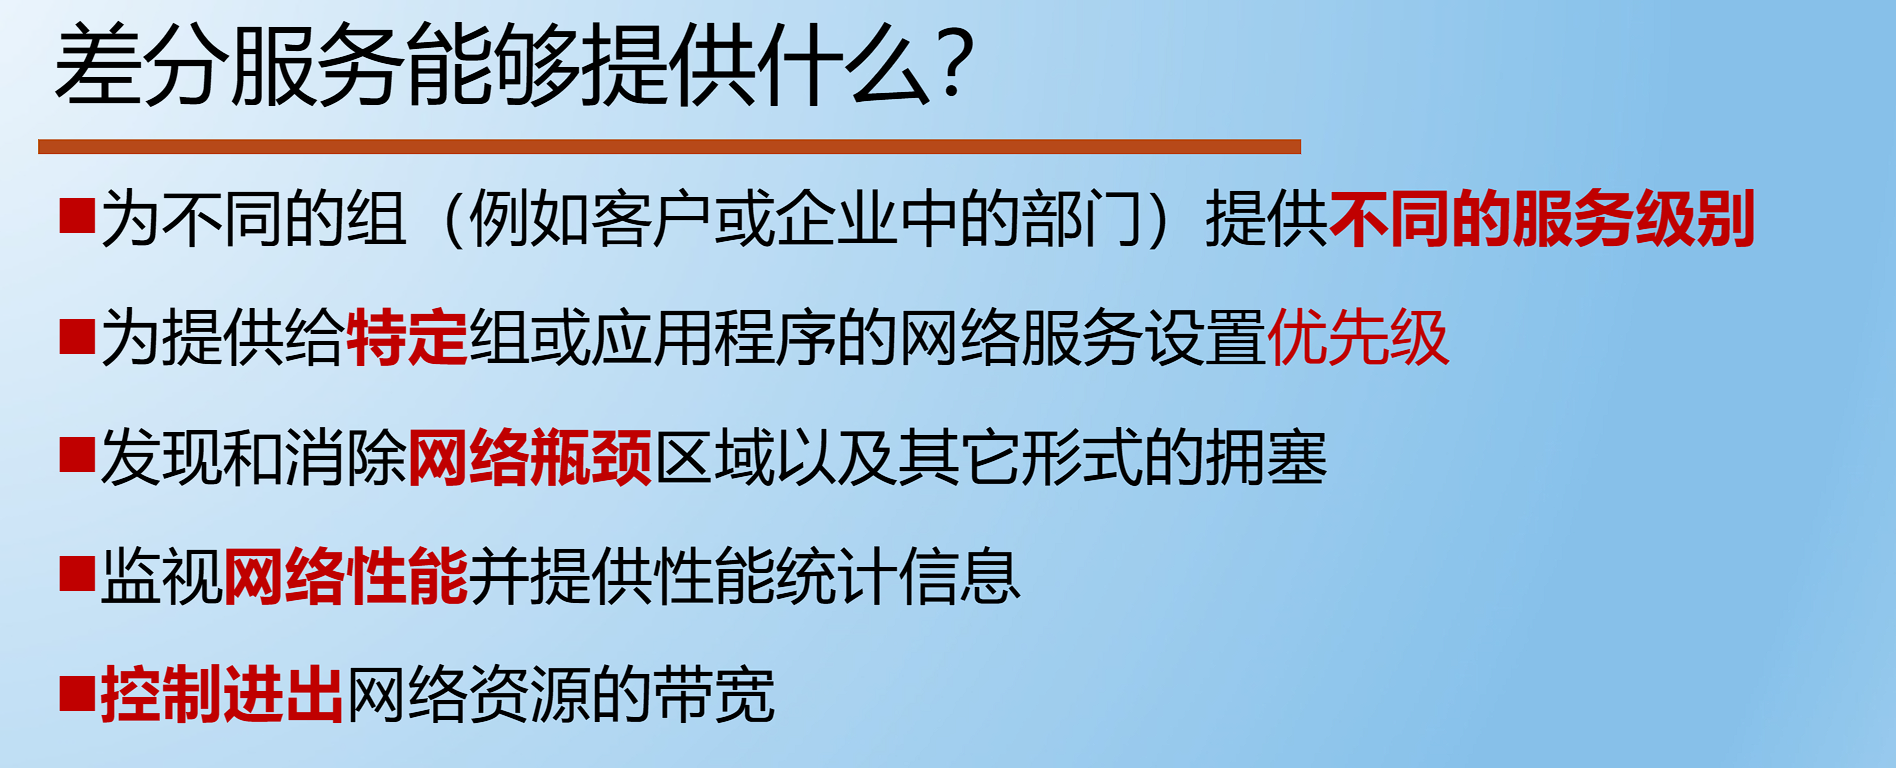 差分服务能够提供什么?
■为不同的组（例如客户或企业中的部门）提供不同的服务级别
■为提供给特定组或应用程序的网络服务设置优先级
■发现和消除网络瓶颈区域以及其它形式的拥塞
■监视网络性能并提供性能统计信息
■控制进出网络资源的带宽